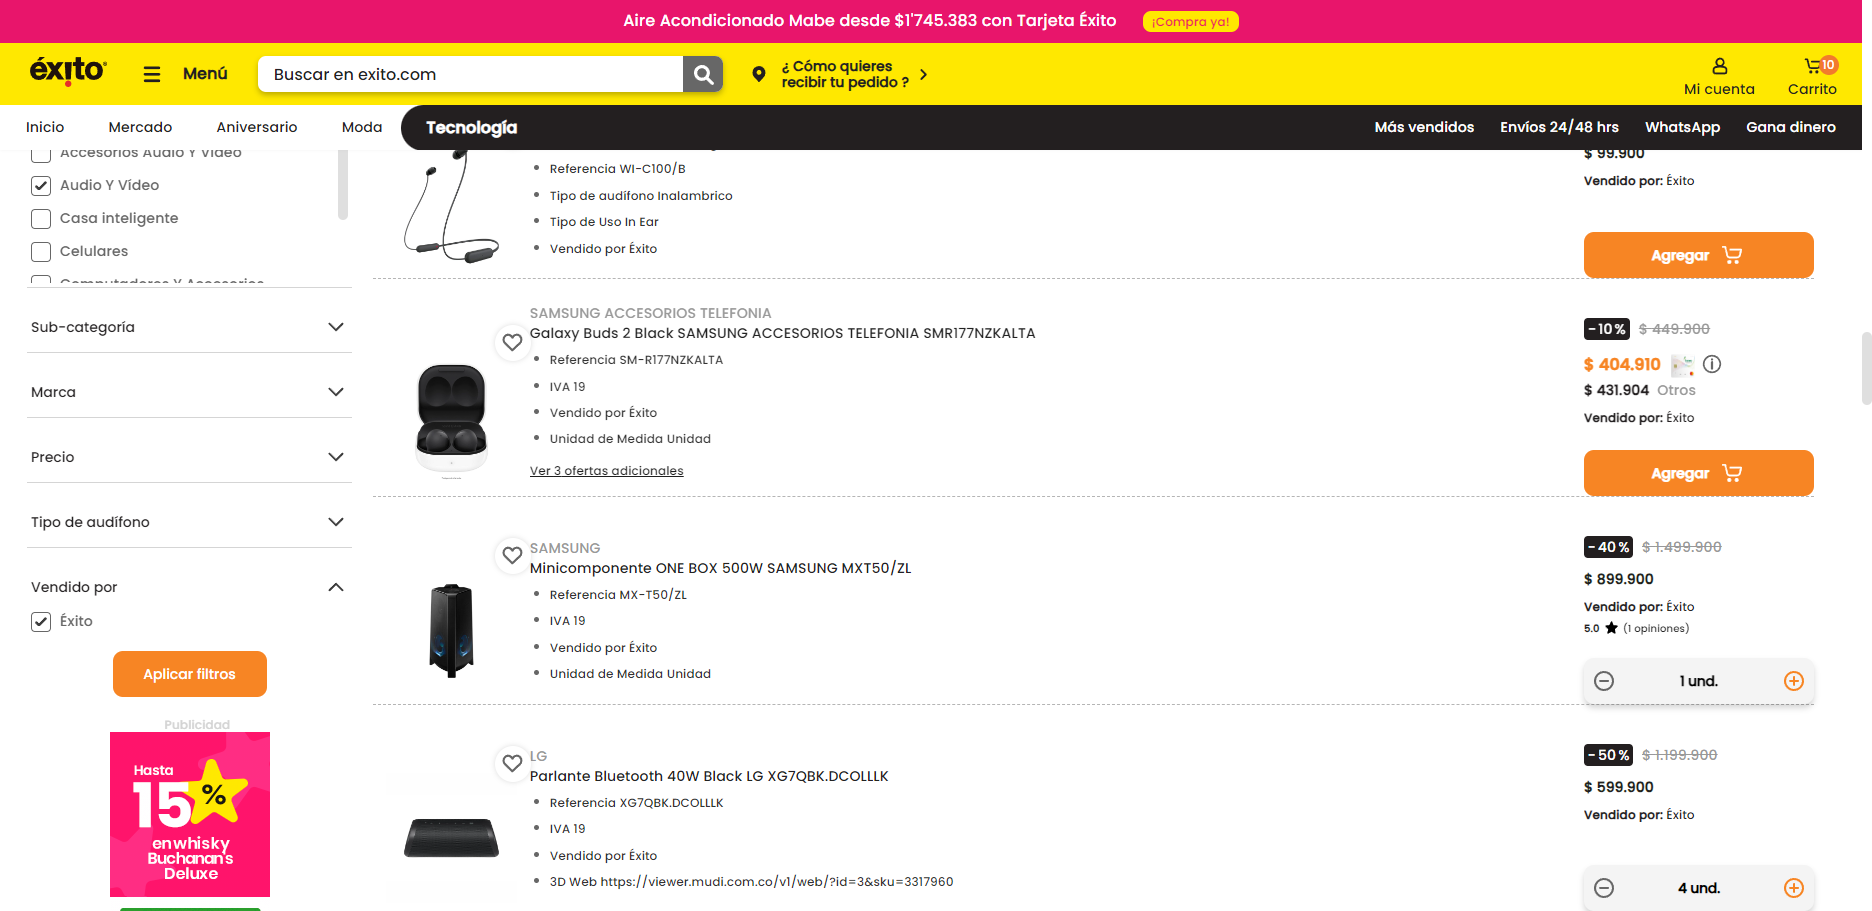 Aire Acondicionado Mabe desde $1'745.383 con Tarjeta Éxito ¡Compra ya!
éxito Menú Buscar en exito.com
¿ Cómo quieres
recibir tu pedido ?
Mi cuenta
10
Carrito
Inicio Mercado Aniversario Moda Tecnología Más vendidos Envíos 24/48 hrs WhatsApp Gana dinero
Accesorios Audio Y Video
Audio Y Vídeo
Casa inteligente
Celulares
Computadores Y Accesorios
Sub-categoría
Marca
Precio
Tipo de audífono
Vendido por
Éxito
Aplicar filtros
Publicidad
Hasta
15%
en whisky
Buchanan's
Deluxe
Referencia WI-C100/B
Tipo de audífono Inalambrico
Tipo de Uso In Ear
Vendido por Éxito
$ 99.900
Vendido por: Éxito
Agregar
SAMSUNG ACCESORIOS TELEFONIA
Galaxy Buds 2 Black SAMSUNG ACCESORIOS TELEFONIA SMR177NZKALTA
Referencia SM-R177NZKALTA
IVA 19
Vendido por Éxito
Unidad de Medida Unidad
Ver 3 ofertas adicionales
-10% $ 449.900
$ 404.910
$ 431.904 Otros
Vendido por: Éxito
Agregar
SAMSUNG
Minicomponente ONE BOX 500W SAMSUNG MXT50/ZL
Referencia MX-T50/ZL
IVA 19
Vendido por Éxito
Unidad de Medida Unidad
-40% $ 1.499.900
$ 899.900
Vendido por: Éxito
5.0 (1 opiniones)
1 und.
LG
Parlante Bluetooth 40W Black LG XG7QBK.DCOLLLK
Referencia XG7QBK.DCOLLLK
IVA 19
Vendido por Éxito
3D Web https://viewer.mudi.com.co/v1/web/?id=3&sku=3317960
-50% $ 1.199.900
$ 599.900
Vendido por: Éxito
4 und.